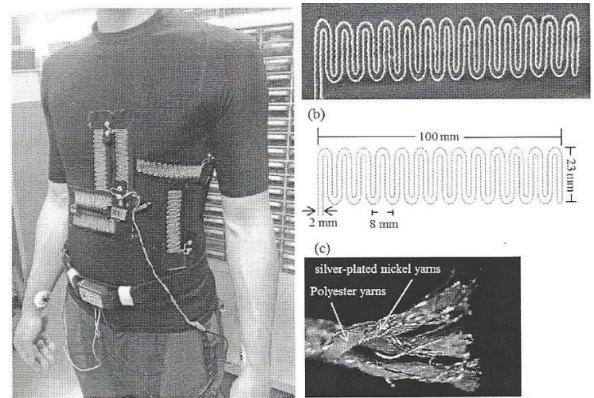 (b)
100 mm
23 mm
2 mm
8 mm
(c)
silver-plated nickel yarns
Polyester yarns